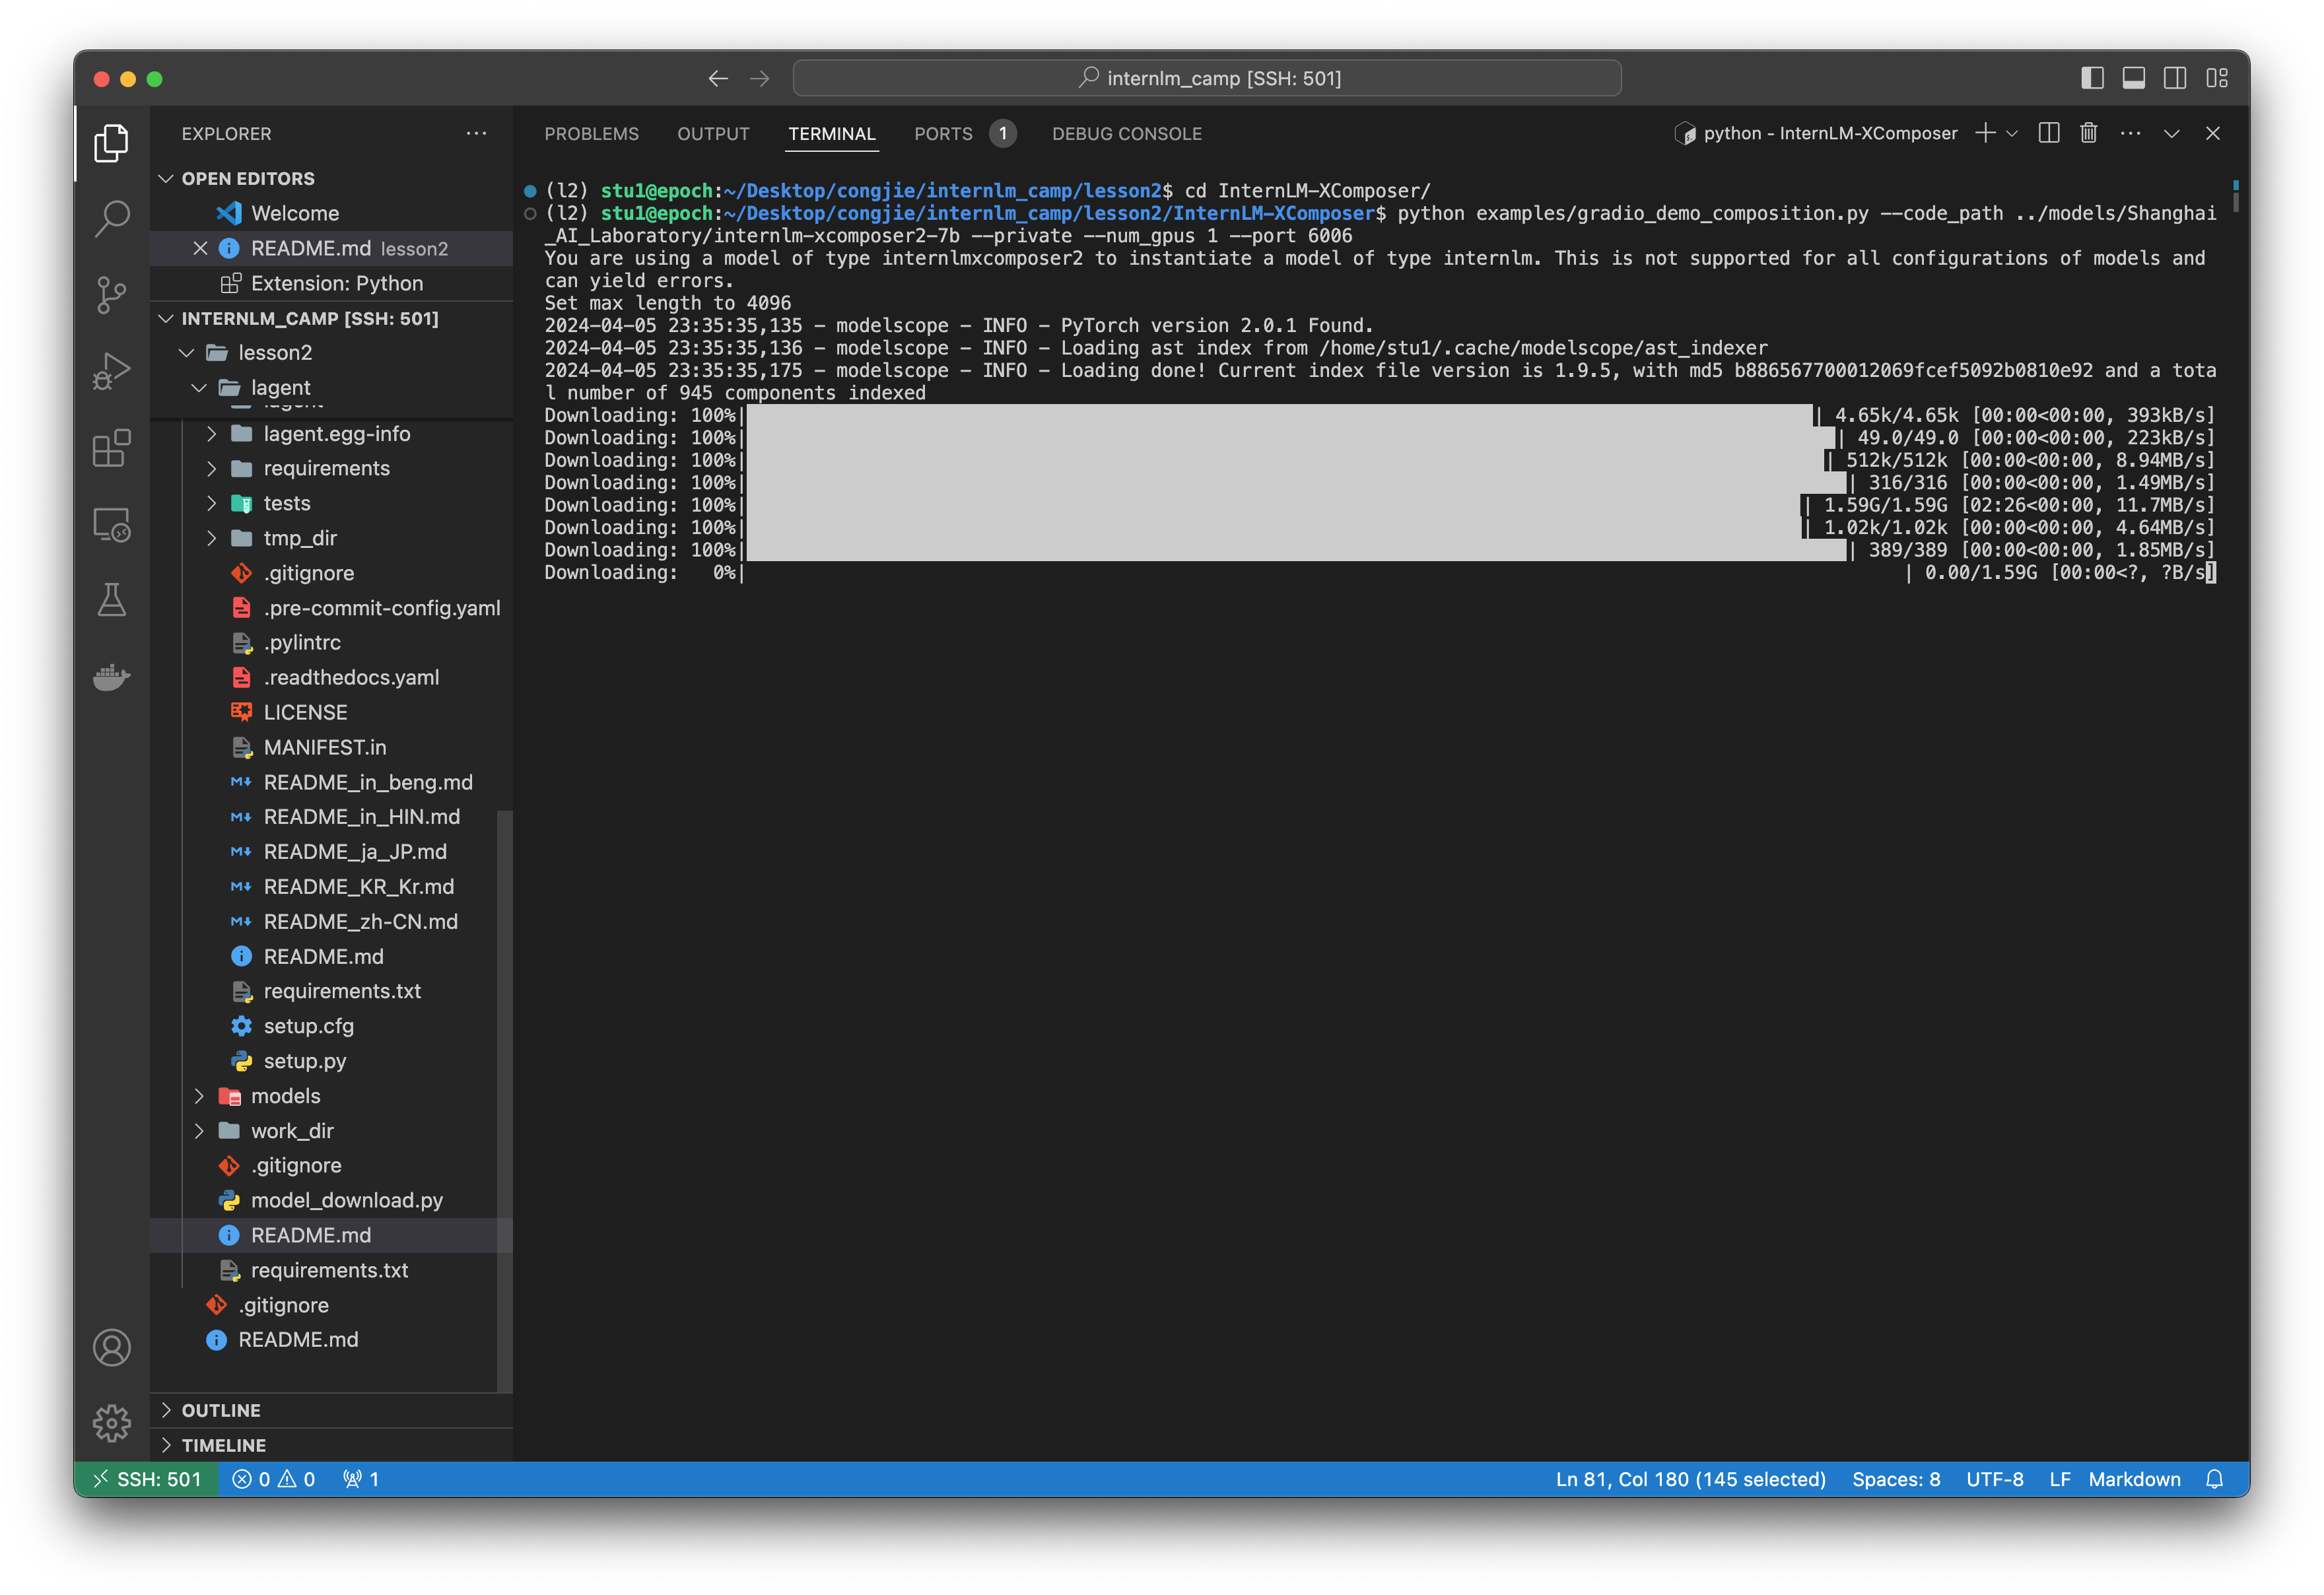 internlm_camp [SSH: 501]
EXPLORER
OPEN EDITORS
Welcome
README.md lesson2
Extension: Python
INTERNLM_CAMP [SSH: 501]
lesson2
lagent
lagent.egg-info
requirements
tests
tmp_dir
.gitignore
.pre-commit-config.yaml
.pylintrc
.readthedocs.yaml
LICENSE
MANIFEST.in
README_in_beng.md
README_in_HIN.md
README_ja_JP.md
README_KR_Kr.md
README_zh-CN.md
README.md
requirements.txt
setup.cfg
setup.py
models
work_dir
.gitignore
model_download.py
README.md
requirements.txt
.gitignore
README.md
OUTLINE
TIMELINE
PROBLEMS OUTPUT TERMINAL PORTS 1 DEBUG CONSOLE
python - InternLM-XComposer
(l2) stu1@epoch:~/Desktop/congjie/internlm_camp/lesson2$ cd InternLM-XComposer/
(l2) stu1@epoch:~/Desktop/congjie/internlm_camp/lesson2/InternLM-XComposer$ python examples/gradio_demo_composition.py --code_path ../models/Shanghai
_AI_Laboratory/internlm-xcomposer2-7b --private --num_gpus 1 --port 6006
You are using a model of type internlmxcomposer2 to instantiate a model of type internlm. This is not supported for all configurations of models and
can yield errors.
Set max length to 4096
2024-04-05 23:35:35,135 - modelscope - INFO - PyTorch version 2.0.1 Found.
2024-04-05 23:35:35,136 - modelscope - INFO - Loading ast index from /home/stu1/.cache/modelscope/ast_indexer
2024-04-05 23:35:35,175 - modelscope - INFO - Loading done! Current index file version is 1.9.5, with md5 b886567700012069fcef5092b0810e92 and a tota
l number of 945 components indexed
Downloading: 100%| | 4.65k/4.65k [00:00<00:00, 393kB/s]
Downloading: 100%| | 49.0/49.0 [00:00<00:00, 223kB/s]
Downloading: 100%| | 512k/512k [00:00<00:00, 8.94MB/s]
Downloading: 100%| | 316/316 [00:00<00:00, 1.49MB/s]
Downloading: 100%| | 1.59G/1.59G [02:26<00:00, 11.7MB/s]
Downloading: 100%| | 1.02k/1.02k [00:00<00:00, 4.64MB/s]
Downloading: 100%| | 389/389 [00:00<00:00, 1.85MB/s]
Downloading: 0%| | 0.00/1.59G [00:00<?, ?B/s]
SSH: 501 0 0 1
Ln 81, Col 180 (145 selected) Spaces: 8 UTF-8 LF Markdown